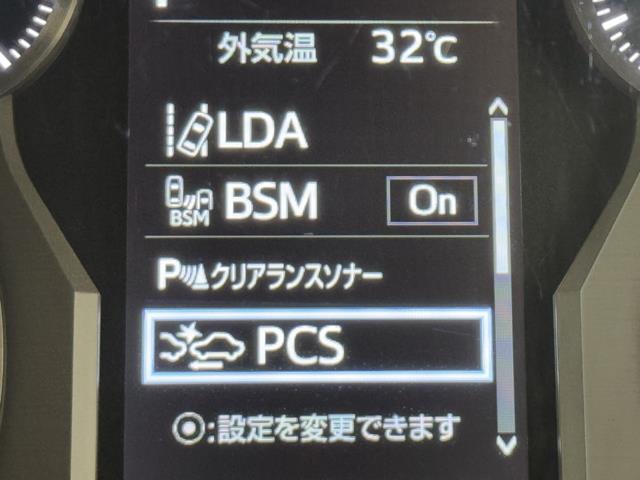 外気温 32℃
LDA
BSM BSM On
Pクリアランスソナー
PCS
:設定を変更できます